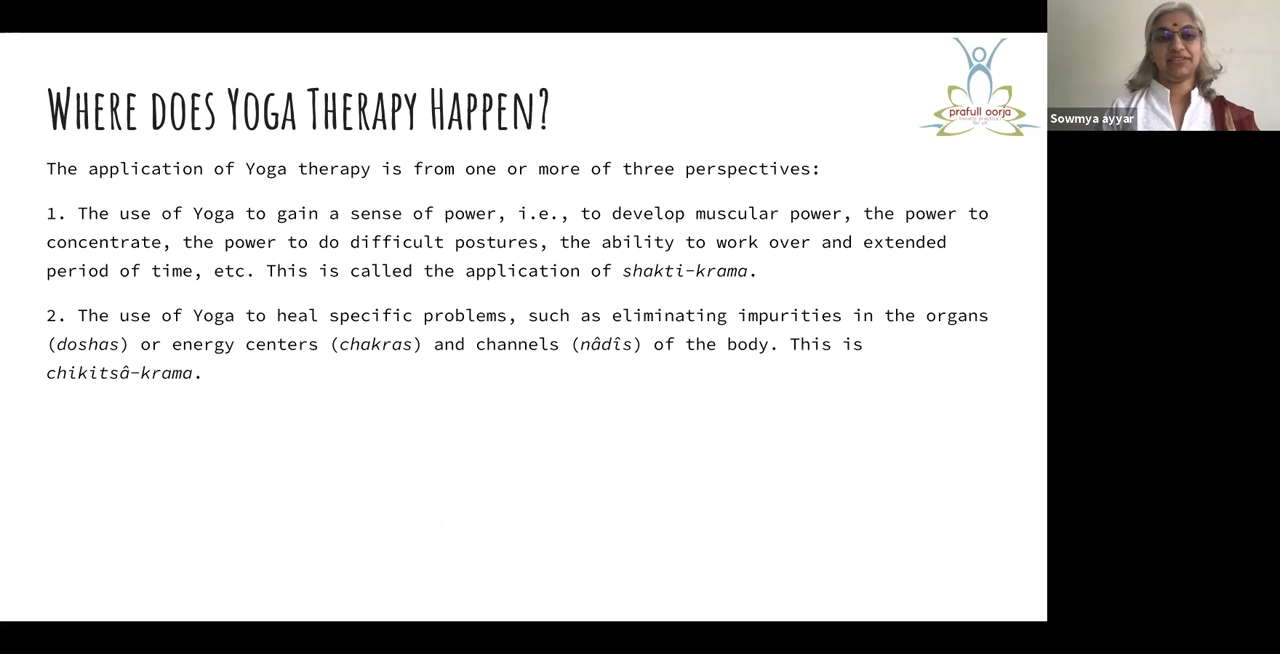 Where does Yoga Therapy Happen?
prafull oorja
for all
Sowmya ayyar
The application of Yoga therapy is from one or more of three perspectives:
1. The use of Yoga to gain a sense of power, i.e., to develop muscular power, the power to
concentrate, the power to do difficult postures, the ability to work over and extended
period of time, etc. This is called the application of shakti-krama.
2. The use of Yoga to heal specific problems, such as eliminating impurities in the organs
(doshas) or energy centers (chakras) and channels (nâdîs) of the body. This is
chikitsâ-krama.